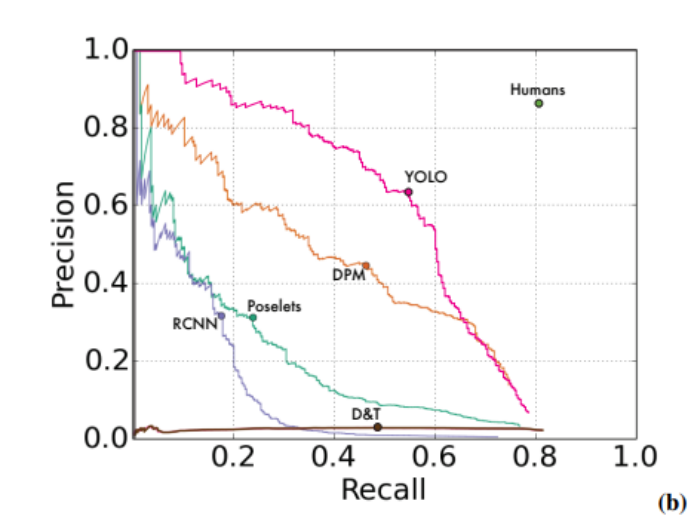 1.0
Humans
0.8
YOLO
0.6
Precision
0.4
DPM
Poselets
RCNN
0.2
D&T
0.0
0.2 0.4 0.6 0.8 1.0
Recall
(b)